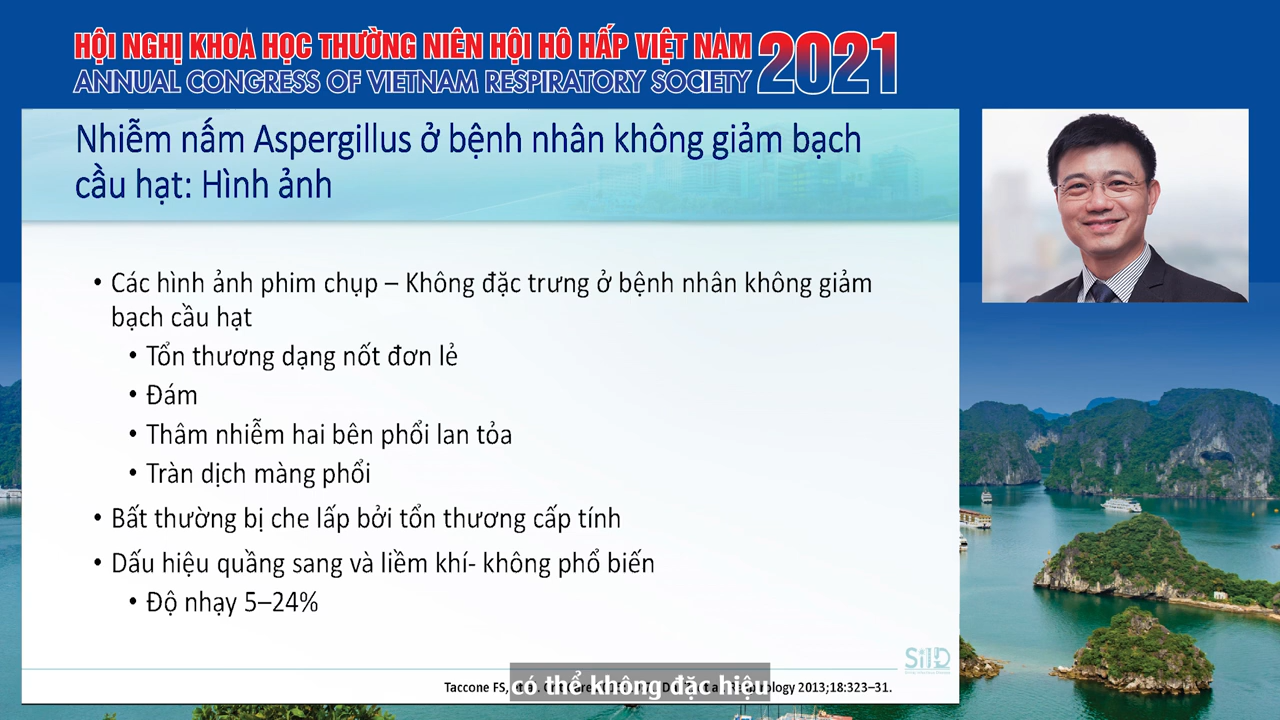 HỘI NGHỊ KHOA HỌC THƯỜNG NIÊN HỘI HÔ HẤP VIỆT NAM
2021
ANNUAL CONGRESS OF VIETNAM RESPIRATORY SOCIETY
Nhiễm nấm Aspergillus ở bệnh nhân không giảm bạch
cầu hạt: Hình ảnh
• Các hình ảnh phim chụp – Không đặc trưng ở bệnh nhân không giảm
bạch cầu hạt
• Tổn thương dạng nốt đơn lẻ
• Đám
• Thâm nhiễm hai bên phổi lan tỏa
• Tràn dịch màng phổi
• Bất thường bị che lấp bởi tổn thương cấp tính
• Dấu hiệu quầng sang và liềm khí- không phổ biến
• Độ nhạy 5–24%
Taccone FS, 2013;18:323–31.
có thể không đặc hiệu